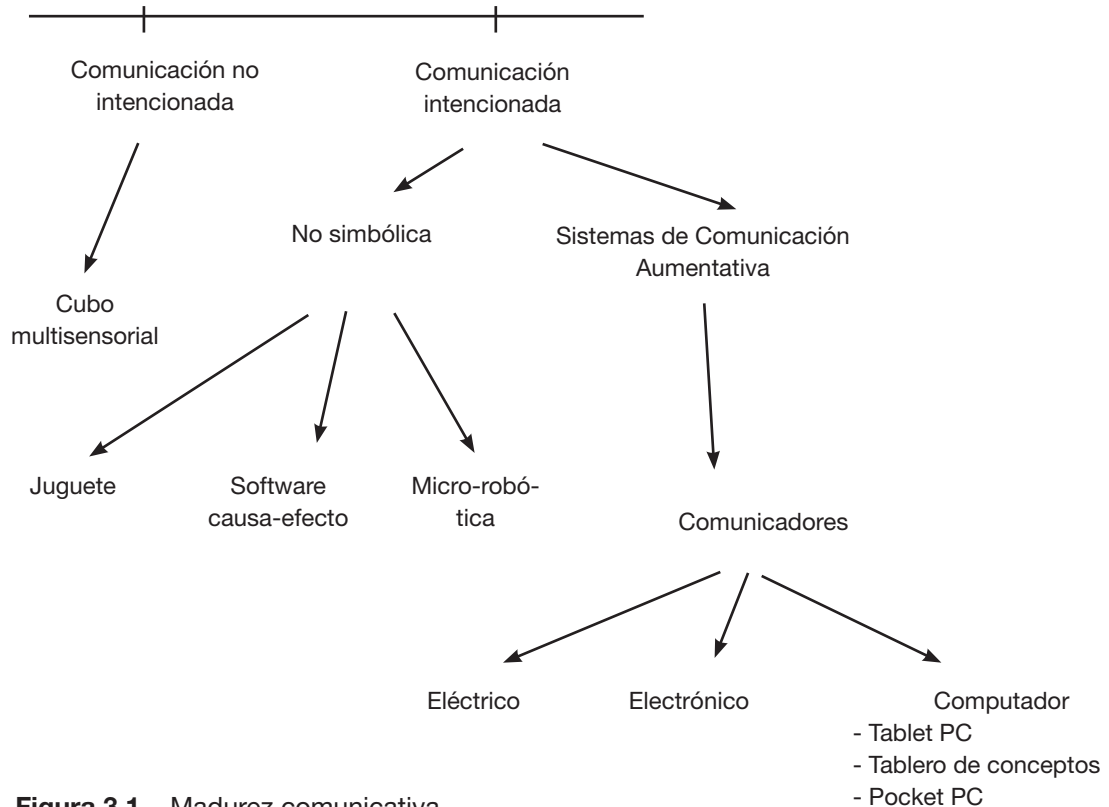 Comunicación no
intencionada
Comunicación
intencionada
No simbólica
Sistemas de Comunicación
Aumentativa
Cubo
multisensorial
Juguete
Software
causa-efecto
Micro-robó-
tica
Comunicadores
Eléctrico
Electrónico
Computador
- Tablet PC
- Tablero de conceptos
- Pocket PC
Figura 3.1. Madurez comunicativa